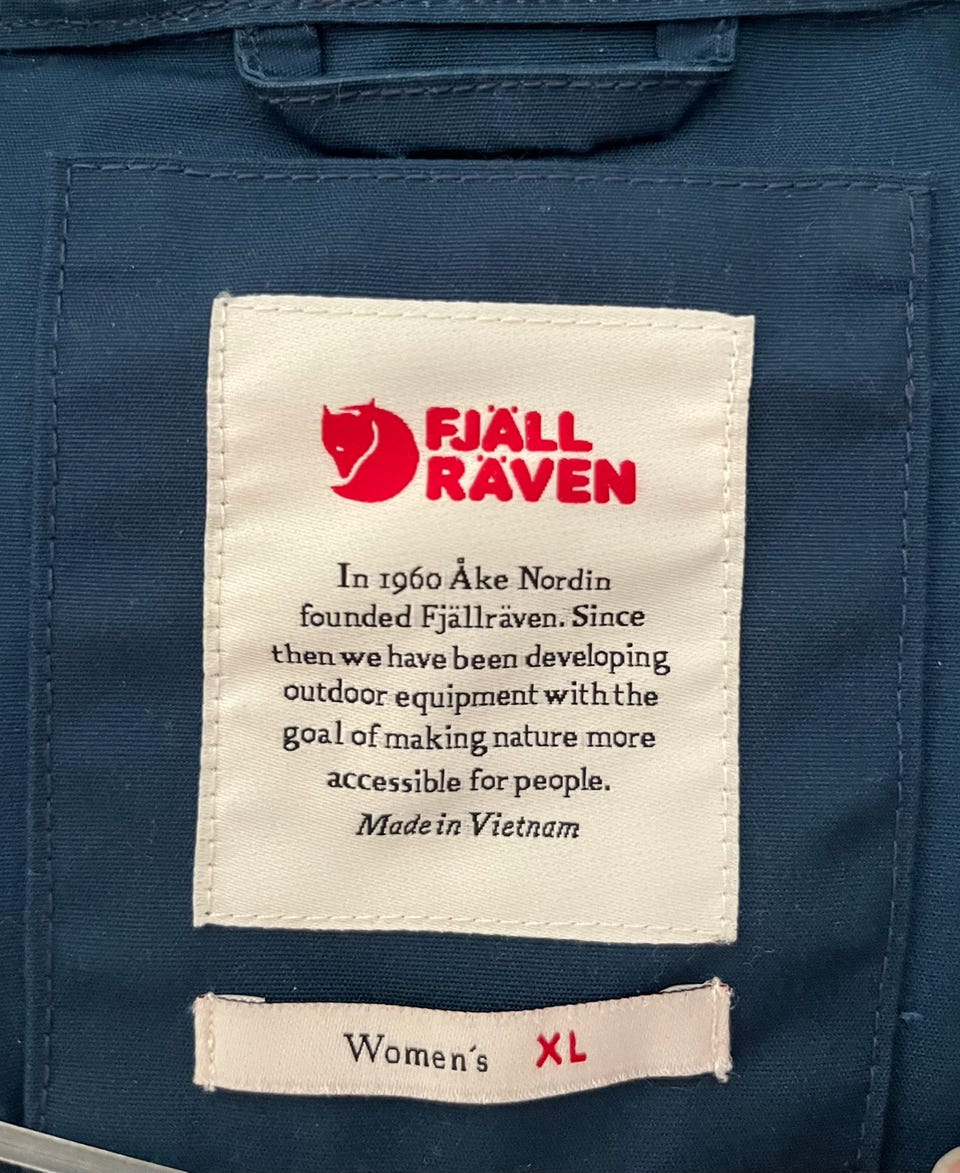 FJÄLL
RÄVEN
In 1960 Åke Nordin
founded Fjällräven. Since
then we have been developing
outdoor equipment with the
goal of making nature more
accessible for people.
Made in Vietnam
Women´s XL